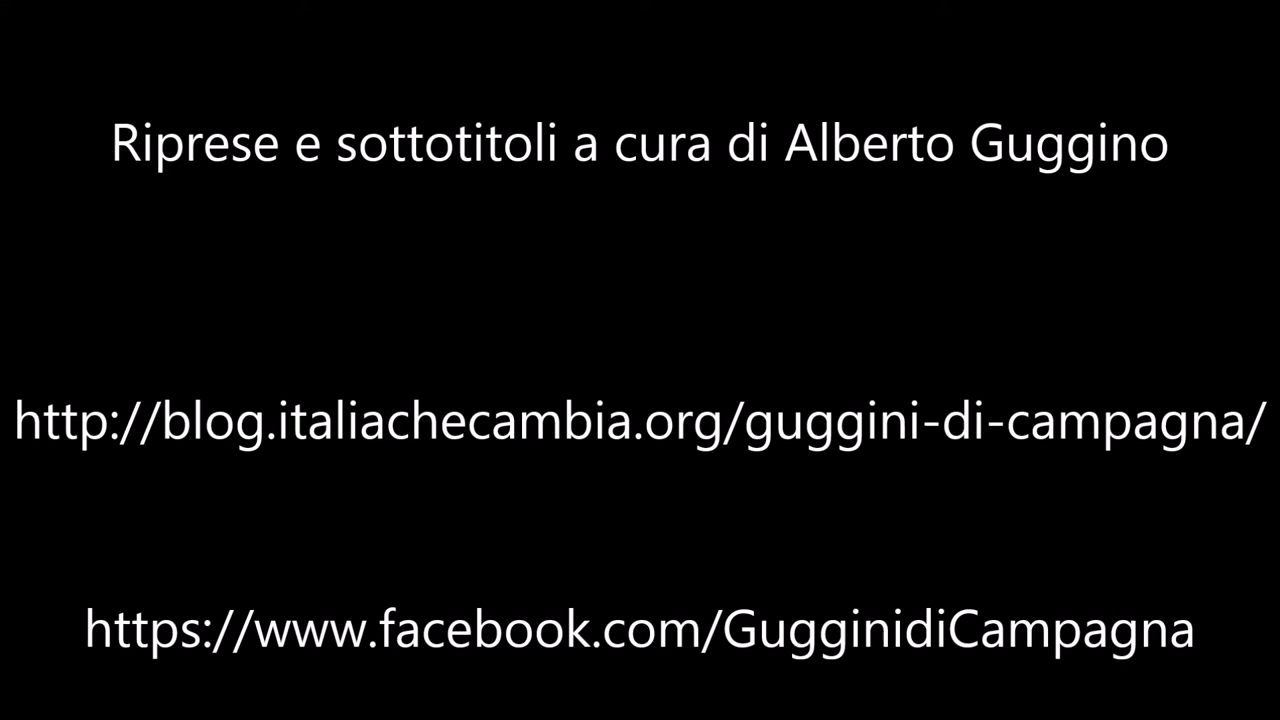 Riprese e sottotitoli a cura di Alberto Guggino
http://blog.italiachecambia.org/guggini-di-campagna/
https://www.facebook.com/GugginidiCampagna